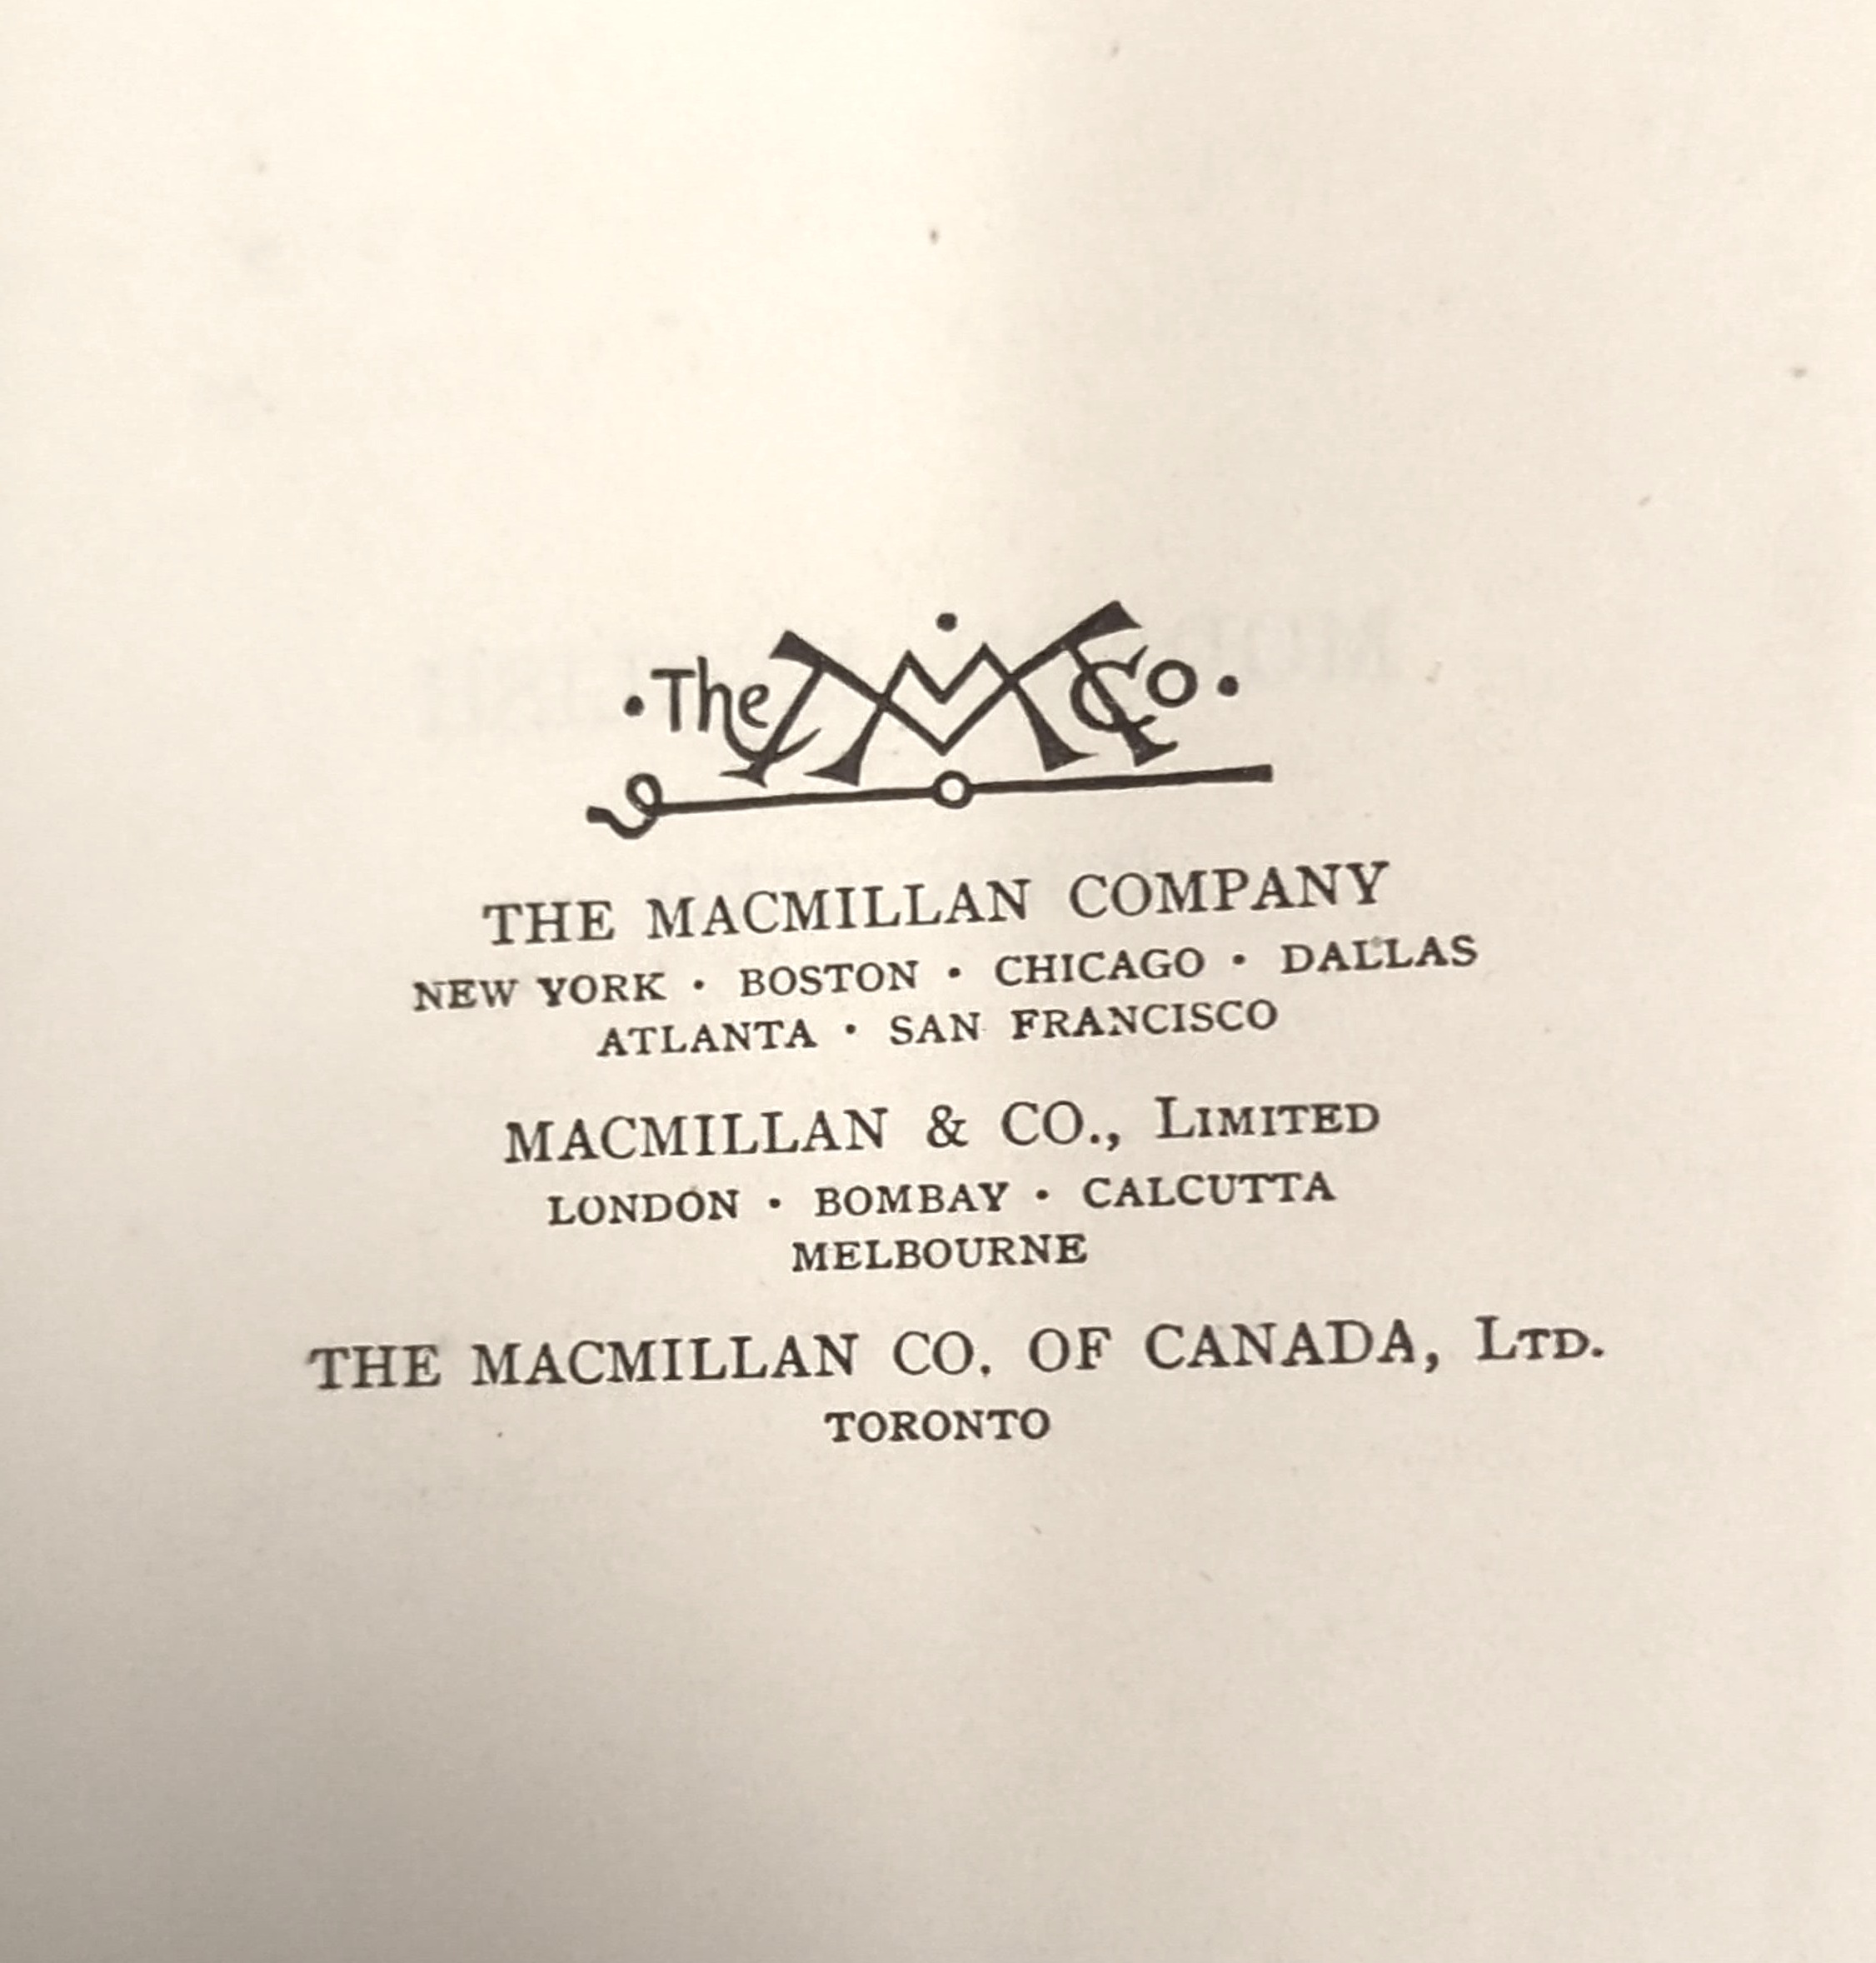 ·The MM Co·
THE MACMILLAN COMPANY
NEW YORK · BOSTON · CHICAGO · DALLAS
ATLANTA · SAN FRANCISCO
MACMILLAN & CO., LIMITED
LONDON · BOMBAY · CALCUTTA
MELBOURNE
THE MACMILLAN CO. OF CANADA, LTD.
TORONTO